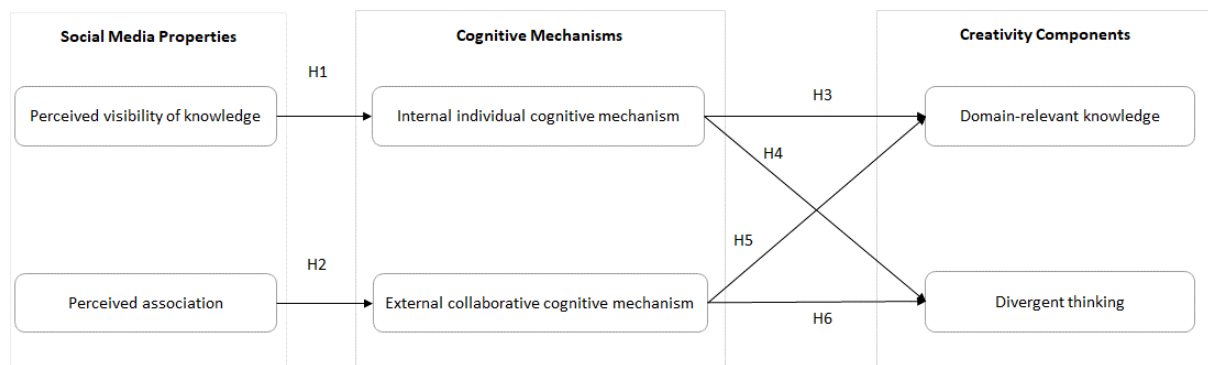 Social Media Properties
Cognitive Mechanisms
Creativity Components
H1
H3
Perceived visibility of knowledge
Internal individual cognitive mechanism
Domain-relevant knowledge
H4
H5
H2
Perceived association
External collaborative cognitive mechanism
Divergent thinking
H6